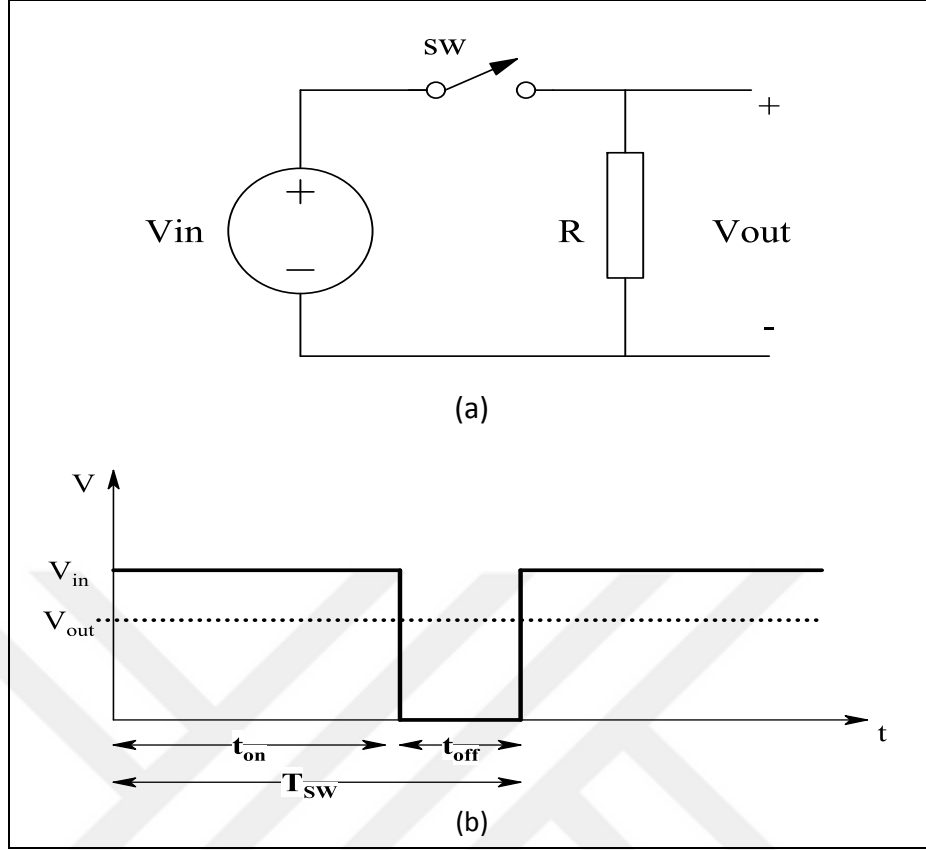 sw
+
+
Vin
R
Vout
−
-
(a)
V
V_in
V_out
t
t_on
t_off
T_SW
(b)